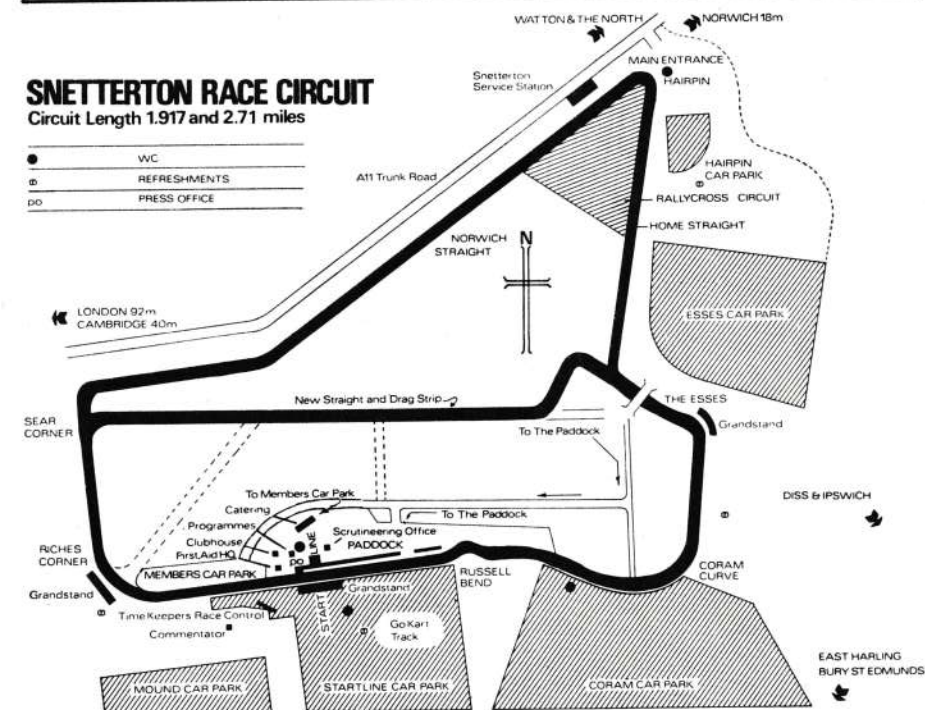 WATTON & THE NORTH
NORWICH 18m
MAIN ENTRANCE
HAIRPIN
Snetterton
Service Station
SNETTERTON RACE CIRCUIT
Circuit Length 1.917 and 2.71 miles
WC
REFRESHMENTS
po PRESS OFFICE
A11 Trunk Road
HAIRPIN
CAR PARK
RALLYCROSS CIRCUIT
HOME STRAIGHT
NORWICH
STRAIGHT
N
LONDON 92m
CAMBRIDGE 40m
ESSES CAR PARK
New Straight and Drag Strip
THE ESSES
Grandstand
SEAR
CORNER
To The Paddock
DISS & IPSWICH
To Members Car Park
Catering
To The Paddock
Programmes
Scrutineering Office
Clubhouse
PADDOCK
First Aid HQ
po
LINE
RICHES
CORNER
MEMBERS CAR PARK
RUSSELL
BEND
CORAM
CURVE
Grandstand
Grandstand
START
Time Keepers Race Control
Commentator
Go Kart
Track
EAST HARLING
BURY ST EDMUNDS
MOUND CAR PARK
STARTLINE CAR PARK
CORAM CAR PARK